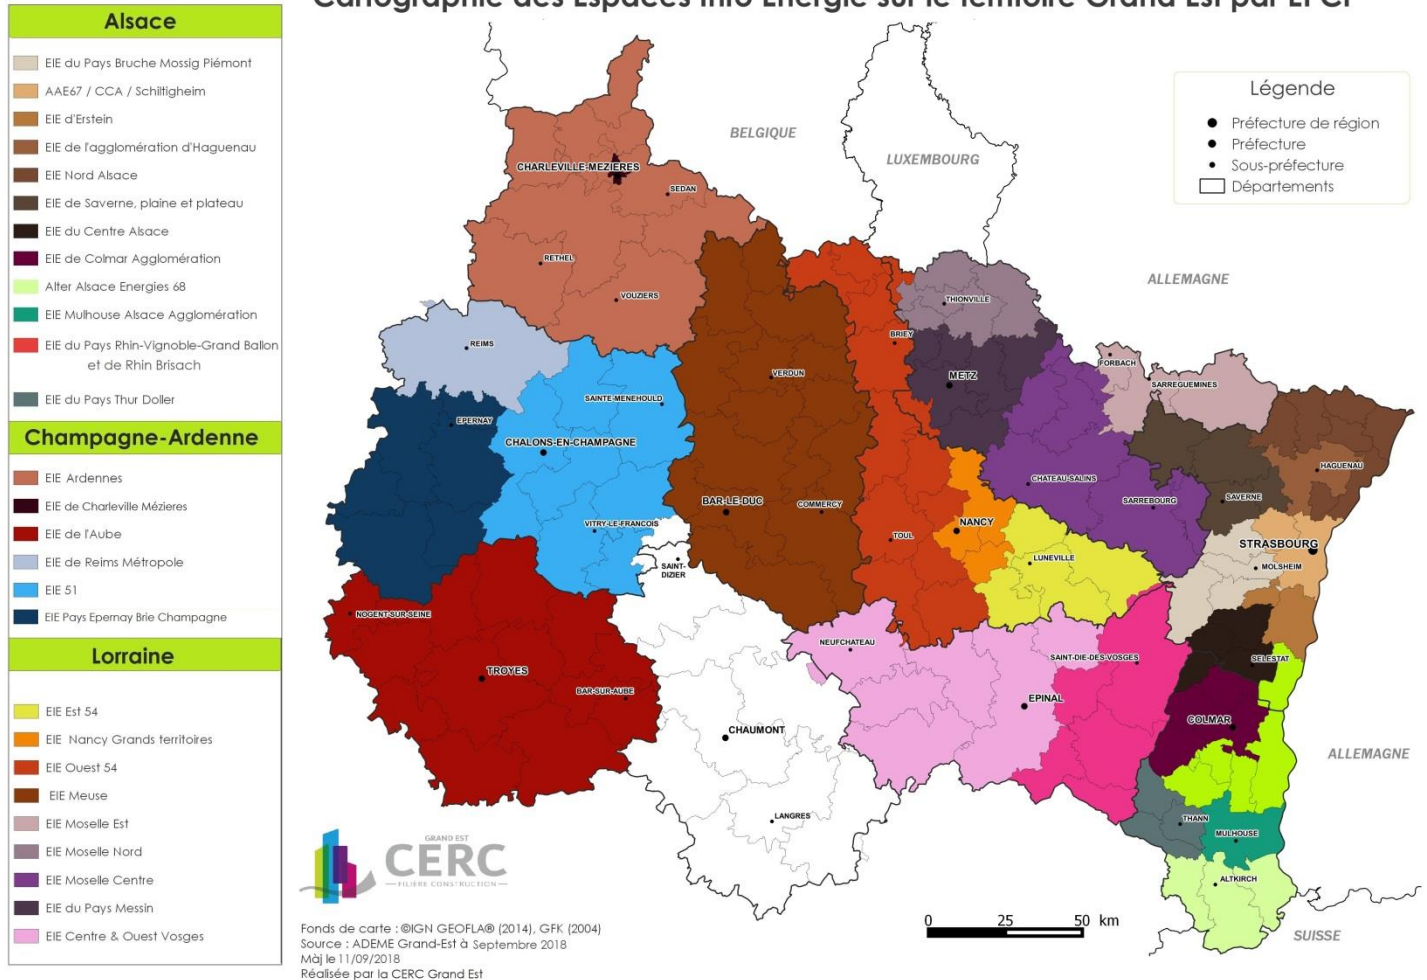 Cartographie des Espaces Info Energie sur le territoire Grand Est par EPCI
Alsace
EIE du Pays Bruche Mossig Piémont
AAE67 / CCA / Schiltigheim
EIE d'Erstein
EIE de l'agglomération d'Haguenau
EIE Nord Alsace
EIE de Saverne, plaine et plateau
EIE du Centre Alsace
EIE de Colmar Agglomération
Alter Alsace Energies 68
EIE Mulhouse Alsace Agglomération
EIE du Pays Rhin-Vignoble-Grand Ballon
et de Rhin Brisach
EIE du Pays Thur Doller
Champagne-Ardenne
EIE Ardennes
EIE de Charleville Mézieres
EIE de l'Aube
EIE de Reims Métropole
EIE 51
EIE Pays Epernay Brie Champagne
Lorraine
EIE Est 54
EIE Nancy Grands territoires
EIE Ouest 54
EIE Meuse
EIE Moselle Est
EIE Moselle Nord
EIE Moselle Centre
EIE du Pays Messin
EIE Centre & Ouest Vosges
Légende
Préfecture de région
Préfecture
Sous-préfecture
Départements
BELGIQUE
LUXEMBOURG
ALLEMAGNE
CHARLEVILLE-MEZIERES
SEDAN
RETHEL
VOUZIERS
THIONVILLE
REIMS
BRIEY
FORBACH
METZ
VERDUN
SARREGUEMINES
SAINTE-MENEHOULD
EPERNAY
CHALONS-EN-CHAMPAGNE
HAGUENAU
CHATEAU-SALINS
SARREBOURG
SAVERNE
BAR-LE-DUC
COMMERCY
VITRY-LE-FRANCOIS
NANCY
TOUL
STRASBOURG
LUNEVILLE
MOLSHEIM
SAINT-
DIZIER
NOGENT-SUR-SEINE
NEUFCHATEAU
SAINT-DIE-DES-VOSGES
SELESTAT
TROYES
BAR-SUR-AUBE
EPINAL
COLMAR
CHAUMONT
ALLEMAGNE
LANGRES
THANN
MULHOUSE
ALTKIRCH
SUISSE
GRAND EST
CERC
FILIERE CONSTRUCTION
0 25 50 km
Fonds de carte : ©IGN GEOFLA® (2014), GFK (2004)
Source : ADEME Grand-Est à Septembre 2018
Màj le 11/09/2018
Réalisée par la CERC Grand Est